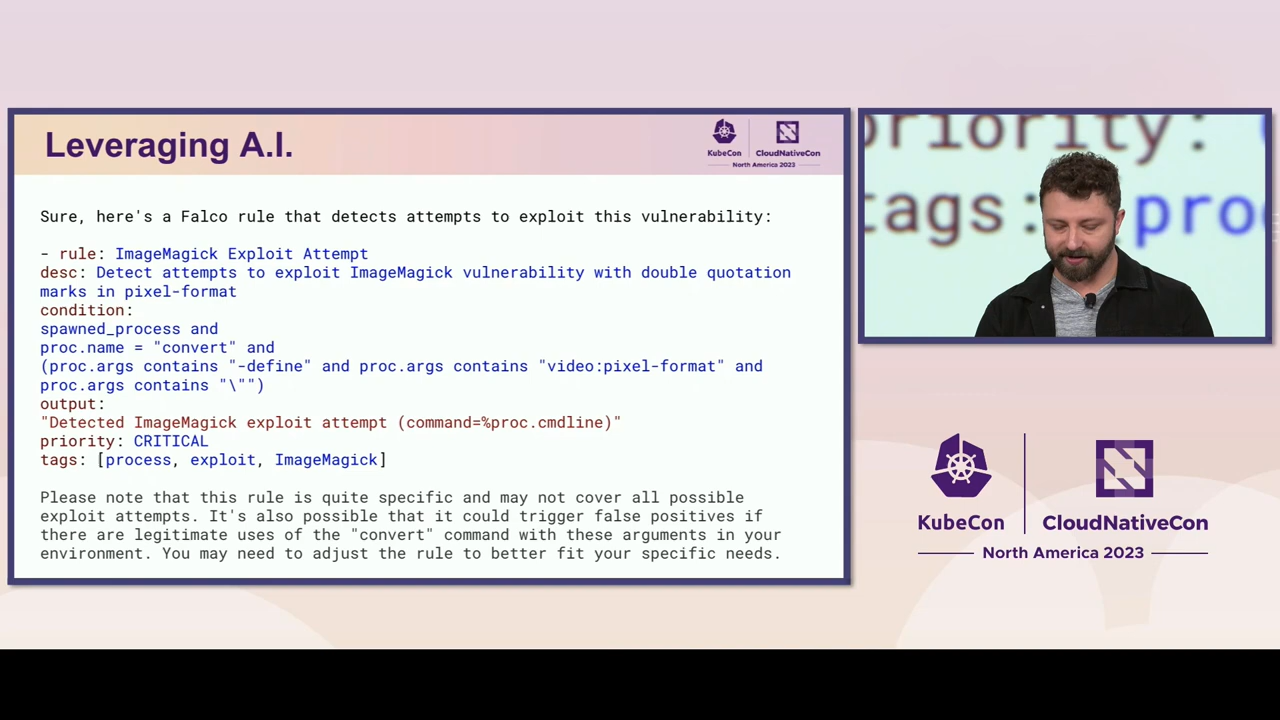 Leveraging A.I.
KubeCon
CloudNativeCon
North America 2023
Sure, here's a Falco rule that detects attempts to exploit this vulnerability:
- rule: ImageMagick Exploit Attempt
desc: Detect attempts to exploit ImageMagick vulnerability with double quotation
marks in pixel-format
condition:
spawned_process and
proc.name = "convert" and
(proc.args contains "-define" and proc.args contains "video:pixel-format" and
proc.args contains "\"")
output:
"Detected ImageMagick exploit attempt (command=%proc.cmdline)"
priority: CRITICAL
tags: [process, exploit, ImageMagick]
Please note that this rule is quite specific and may not cover all possible
exploit attempts. It's also possible that it could trigger false positives if
there are legitimate uses of the "convert" command with these arguments in your
environment. You may need to adjust the rule to better fit your specific needs.
priority:
tags: proc
KubeCon
CloudNativeCon
North America 2023